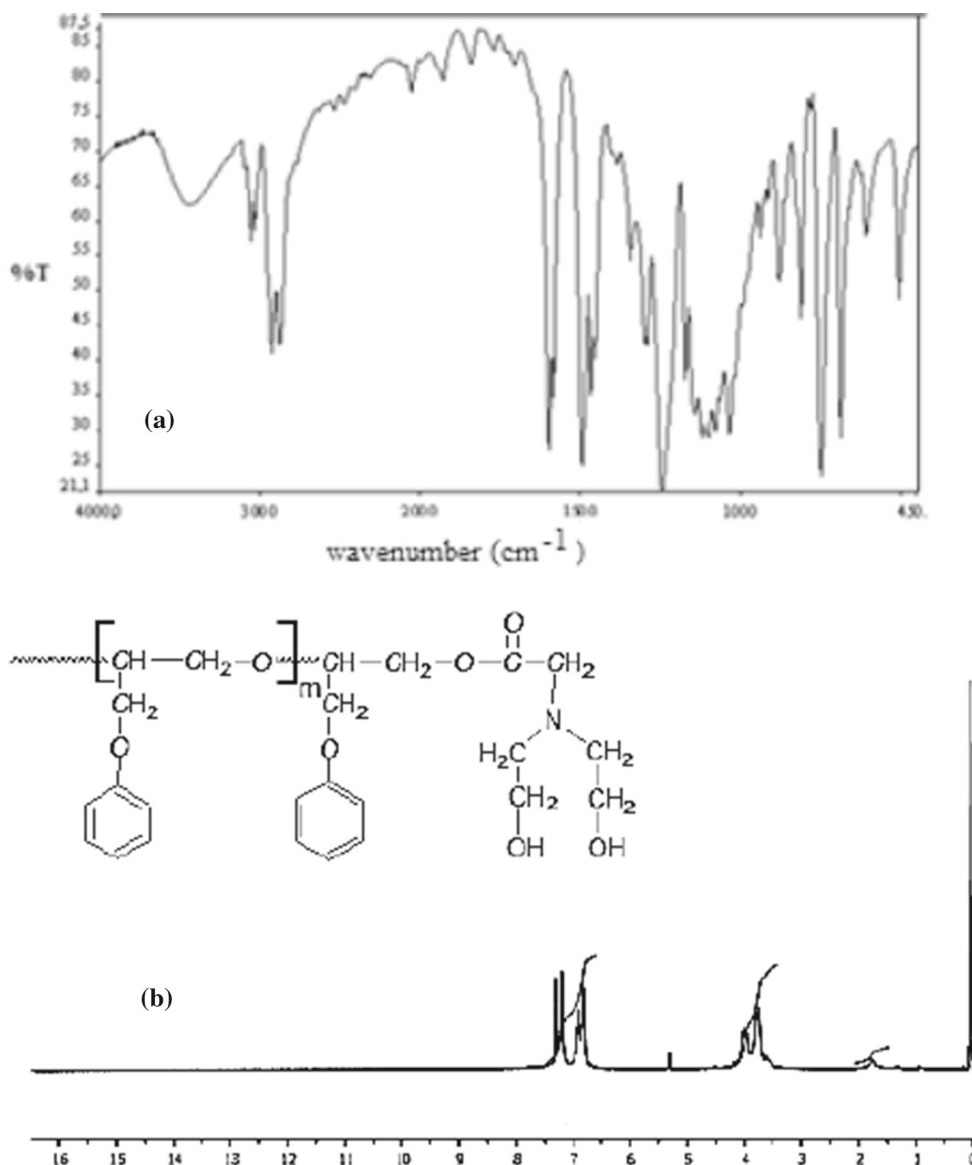 87,5
85
80
75
70
65
60
55
50
45
40
35
30
25
21,1
%T
(a)
4000,0 3000 2000 1500 1000 450,
wavenumber (cm-1)
O
CH—CH2—O CH—CH2—O—C—CH2
m
CH2 CH2 N
O O H2C CH2
CH2 CH2
OH OH
(b)
16 15 14 13 12 11 10 9 8 7 6 5 4 3 2 1 0